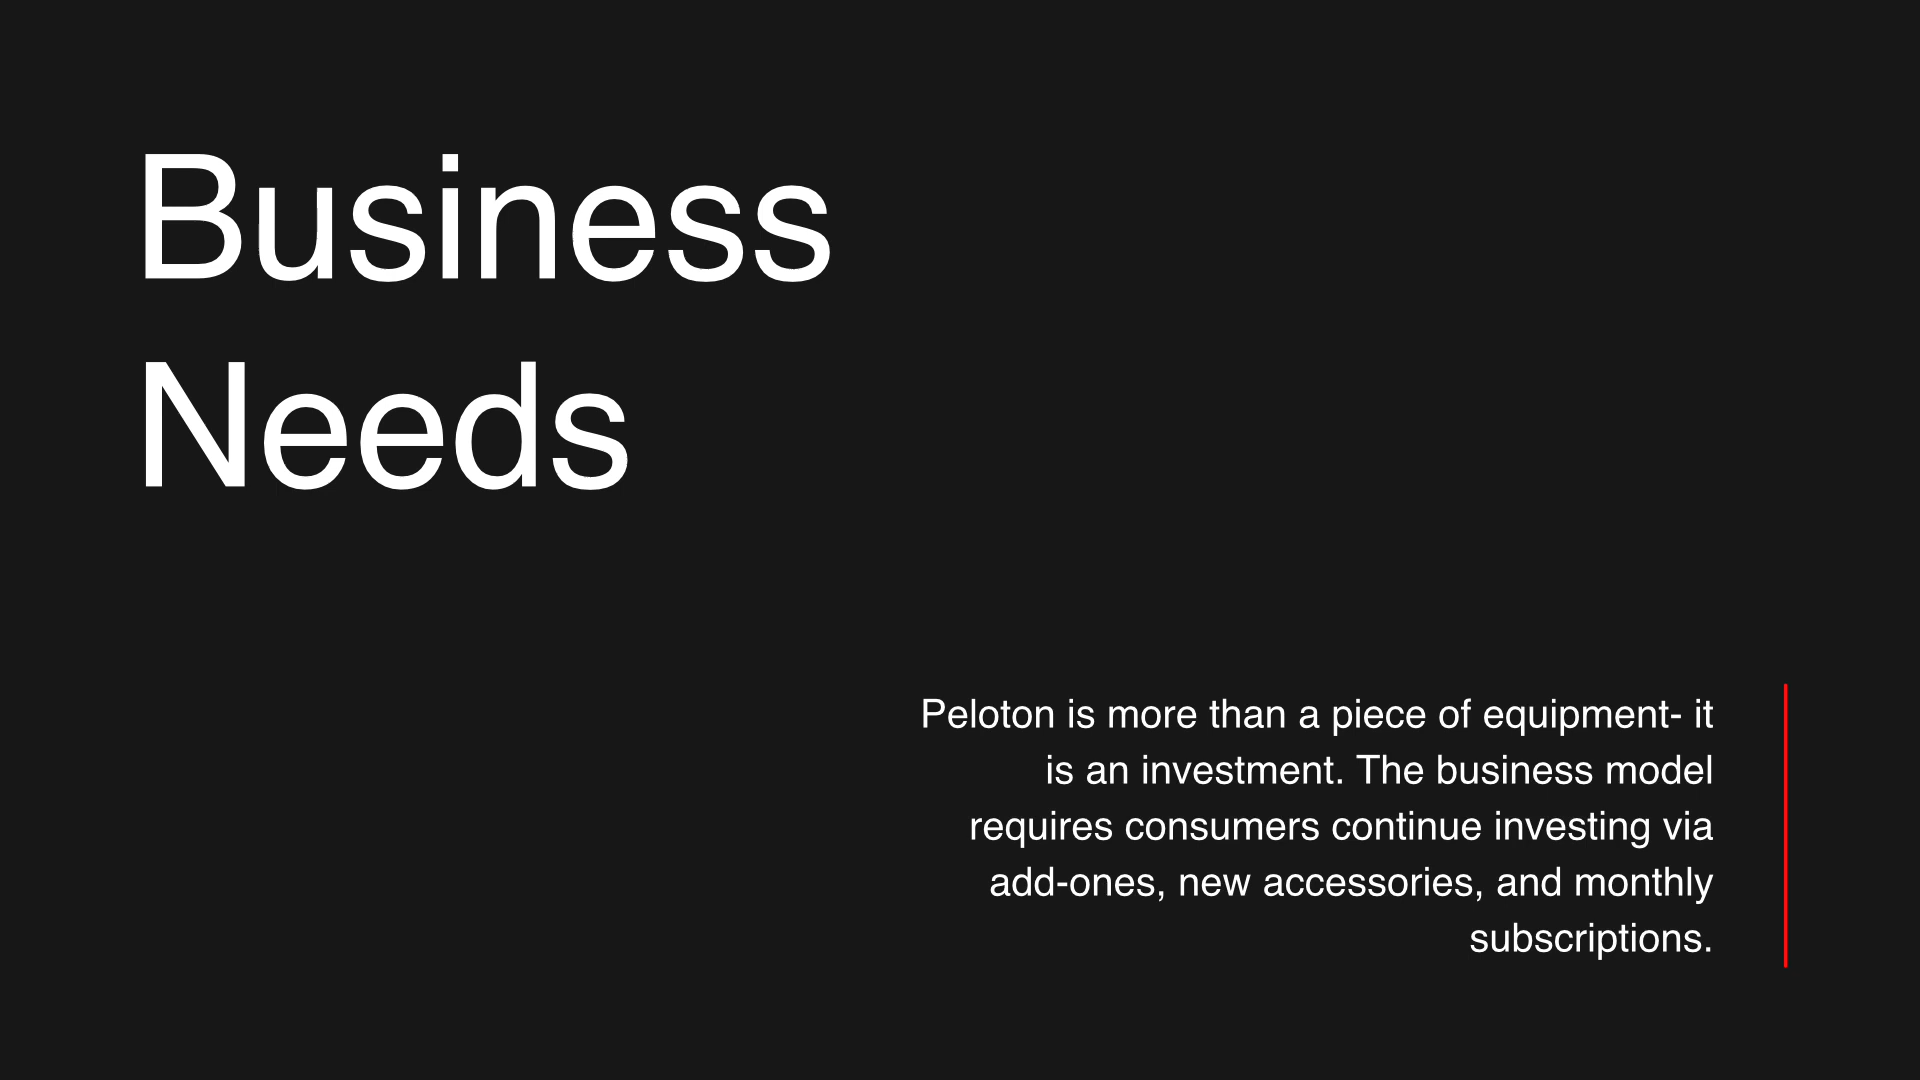 Business
Needs
Peloton is more than a piece of equipment- it
is an investment. The business model
requires consumers continue investing via
add-ones, new accessories, and monthly
subscriptions.